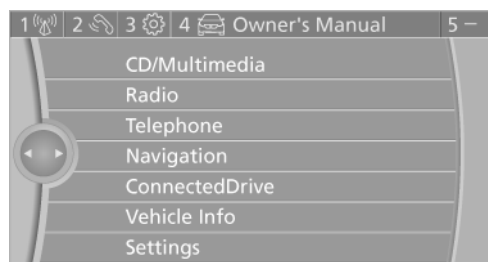 1 2 3 4 Owner's Manual 5 –
CD/Multimedia
Radio
Telephone
Navigation
ConnectedDrive
Vehicle Info
Settings